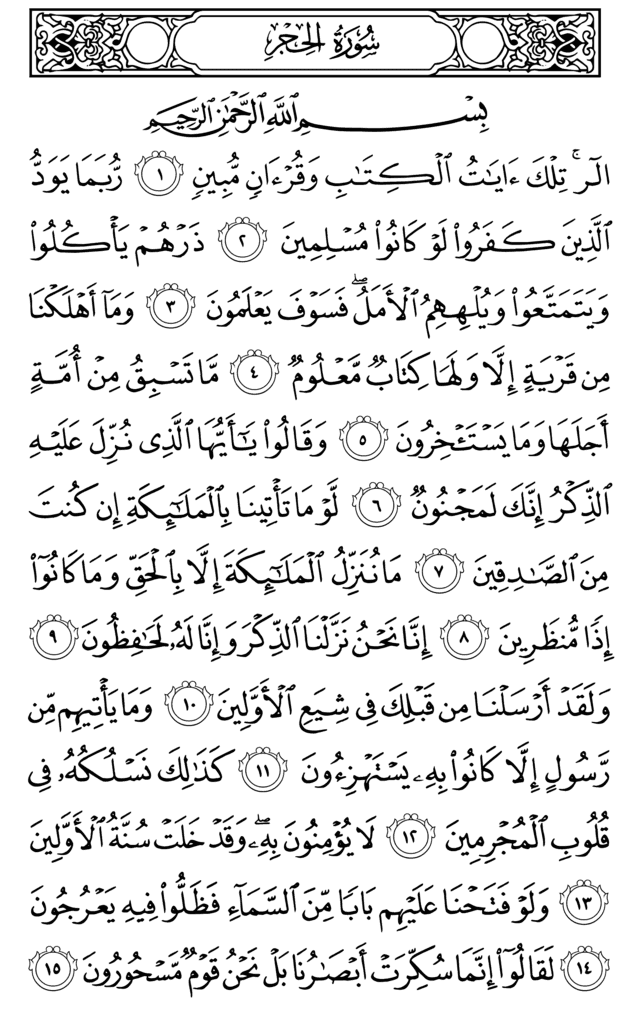 سُورَةُ الحِجْرِ
بِسْمِ اللَّهِ الرَّحْمَٰنِ الرَّحِيمِ
الٓر ۚ تِلْكَ ءَايَٰتُ ٱلْكِتَٰبِ وَقُرْءَانٍ مُّبِينٍ ١ رُّبَمَا يَوَدُّ
ٱلَّذِينَ كَفَرُوا۟ لَوْ كَانُوا۟ مُسْلِمِينَ ٢ ذَرْهُمْ يَأْكُلُوا۟
وَيَتَمَتَّعُوا۟ وَيُلْهِهِمُ ٱلْأَمَلُ ۖ فَسَوْفَ يَعْلَمُونَ ٣ وَمَآ أَهْلَكْنَا
مِن قَرْيَةٍ إِلَّا وَلَهَا كِتَابٌ مَّعْلُومٌ ٤ مَّا تَسْبِقُ مِنْ أُمَّةٍ
أَجَلَهَا وَمَا يَسْتَـْٔخِرُونَ ٥ وَقَالُوا۟ يَٰٓأَيُّهَا ٱلَّذِى نُزِّلَ عَلَيْهِ
ٱلذِّكْرُ إِنَّكَ لَمَجْنُونٌ ٦ لَّوْ مَا تَأْتِينَا بِٱلْمَلَٰٓئِكَةِ إِن كُنتَ
مِنَ ٱلصَّٰدِقِينَ ٧ مَا نُنَزِّلُ ٱلْمَلَٰٓئِكَةَ إِلَّا بِٱلْحَقِّ وَمَا كَانُوٓا۟
إِذًا مُّنظَرِينَ ٨ إِنَّا نَحْنُ نَزَّلْنَا ٱلذِّكْرَ وَإِنَّا لَهُۥ لَحَٰفِظُونَ ٩
وَلَقَدْ أَرْسَلْنَا مِن قَبْلِكَ فِى شِيَعِ ٱلْأَوَّلِينَ ١٠ وَمَا يَأْتِيهِم مِّن
رَّسُولٍ إِلَّا كَانُوا۟ بِهِۦ يَسْتَهْزِءُونَ ١١ كَذَٰلِكَ نَسْلُكُهُۥ فِى
قُلُوبِ ٱلْمُجْرِمِينَ ١٢ لَا يُؤْمِنُونَ بِهِۦ ۖ وَقَدْ خَلَتْ سُنَّةُ ٱلْأَوَّلِينَ
١٣ وَلَوْ فَتَحْنَا عَلَيْهِم بَابًا مِّنَ ٱلسَّمَآءِ فَظَلُّوا۟ فِيهِ يَعْرُجُونَ
١٤ لَقَالُوٓا۟ إِنَّمَا سُكِّرَتْ أَبْصَٰرُنَا بَلْ نَحْنُ قَوْمٌ مَّسْحُورُونَ ١٥